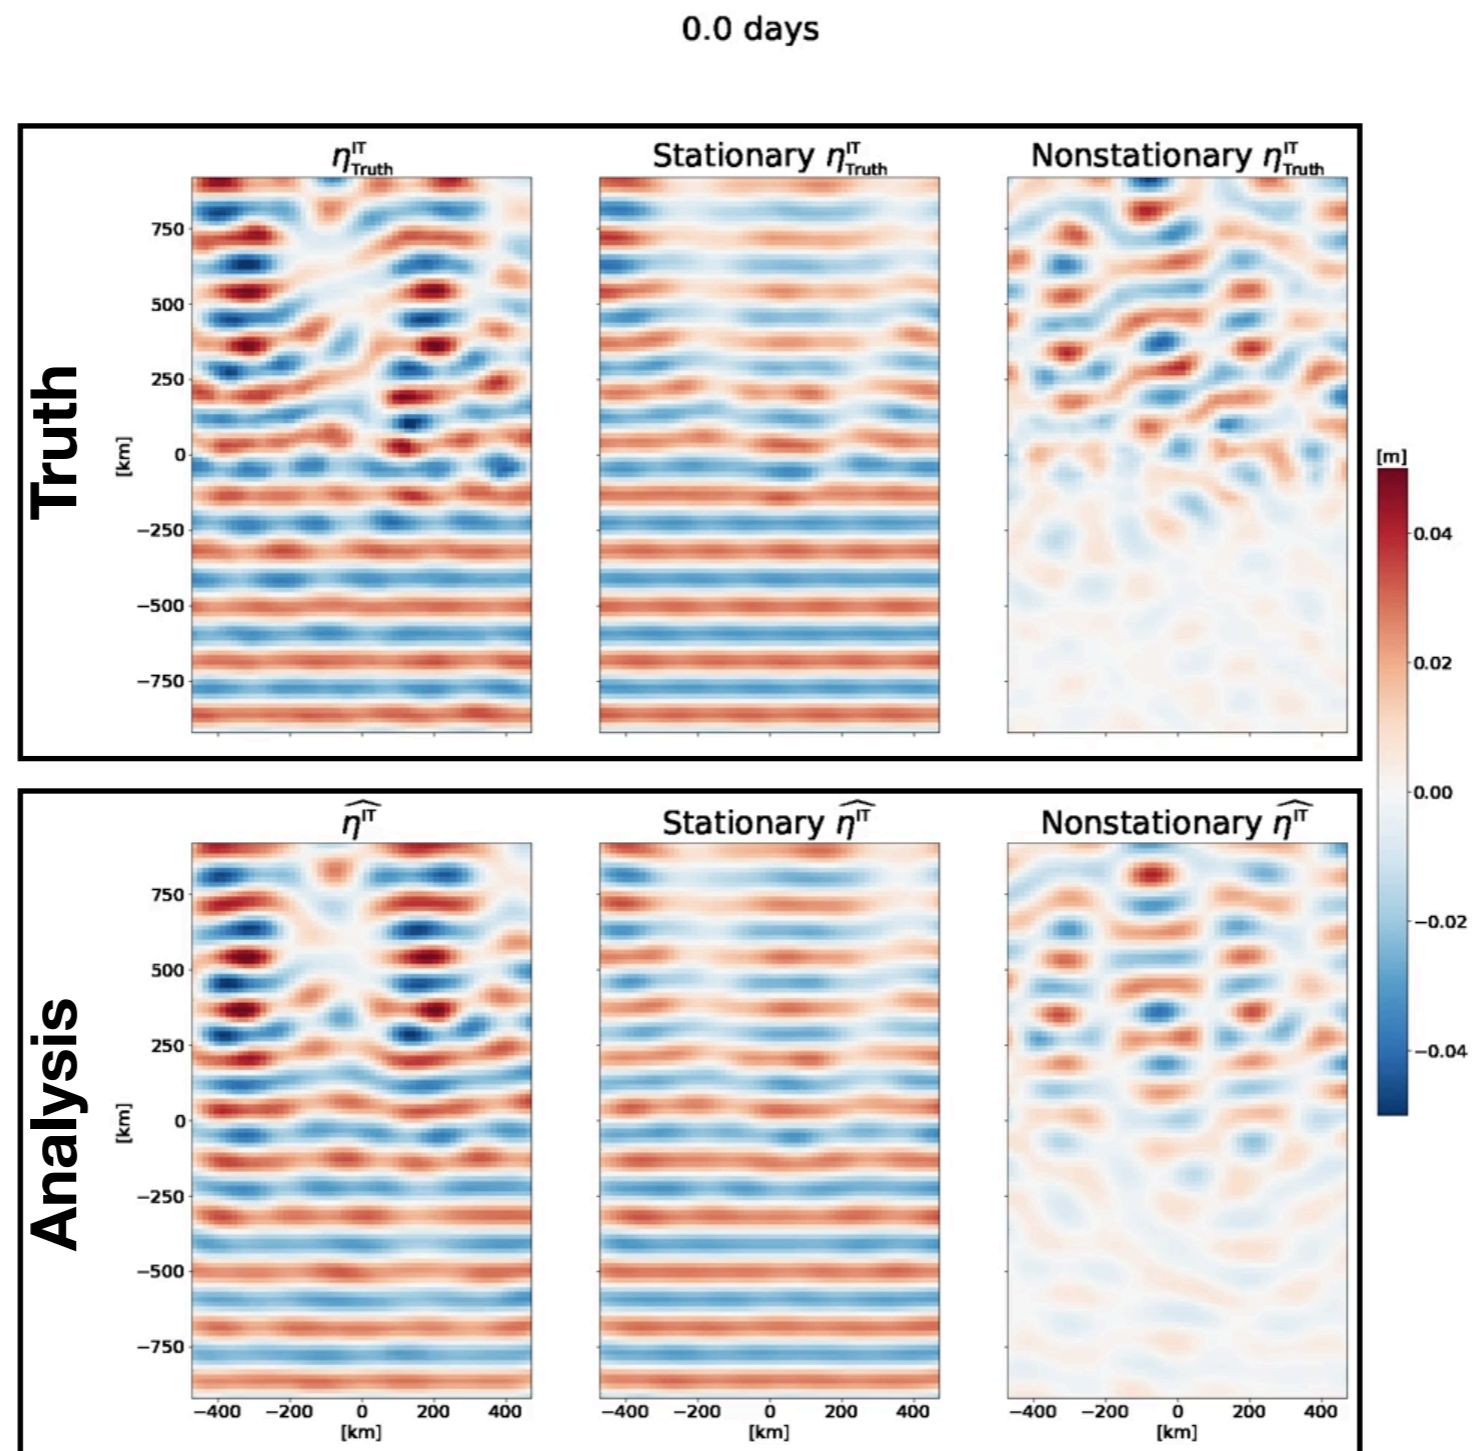 0.0 days
Truth
η^IT_Truth
Stationary η^IT_Truth
Nonstationary η^IT_Truth
750
500
250
0
−250
−500
−750
[km]
[m]
0.04
0.02
0.00
−0.02
−0.04
Analysis
\widehat{η^IT}
Stationary \widehat{η^IT}
Nonstationary \widehat{η^IT}
750
500
250
0
−250
−500
−750
[km]
−400 −200 0 200 400
−400 −200 0 200 400
−400 −200 0 200 400
[km]
[km]
[km]